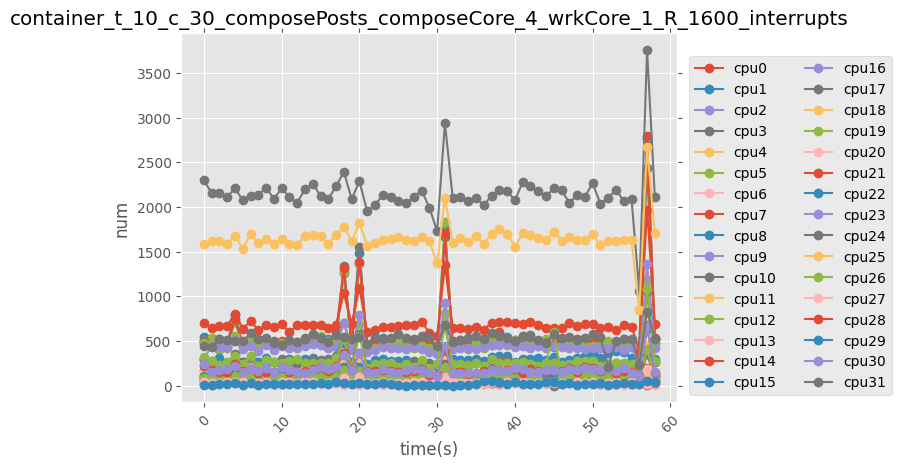 container_t_10_c_30_composePosts_composeCore_4_wrkCore_1_R_1600_interrupts
3500
3000
2500
2000
1500
1000
500
0
num
0
10
20
30
40
50
60
time(s)
cpu0
cpu1
cpu2
cpu3
cpu4
cpu5
cpu6
cpu7
cpu8
cpu9
cpu10
cpu11
cpu12
cpu13
cpu14
cpu15
cpu16
cpu17
cpu18
cpu19
cpu20
cpu21
cpu22
cpu23
cpu24
cpu25
cpu26
cpu27
cpu28
cpu29
cpu30
cpu31